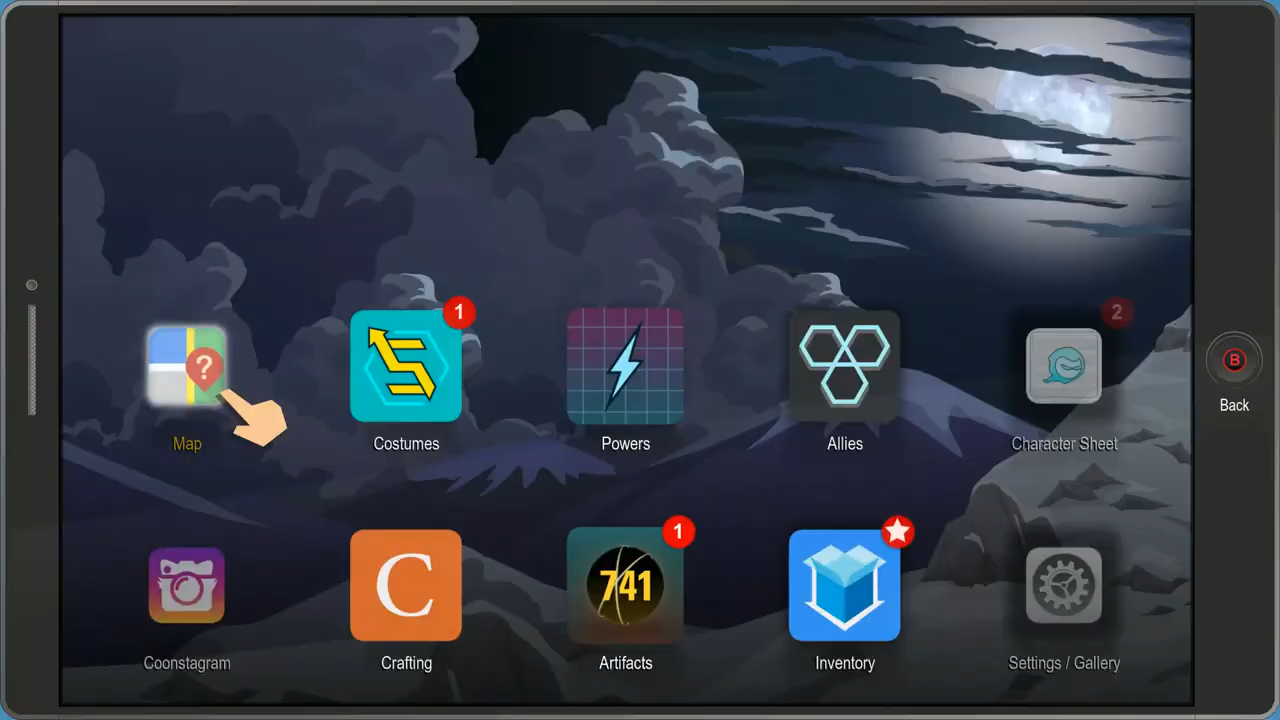 1
2
?
B
Map
Costumes
Powers
Allies
Character Sheet
Back
1
C
741
Coonstagram
Crafting
Artifacts
Inventory
Settings / Gallery